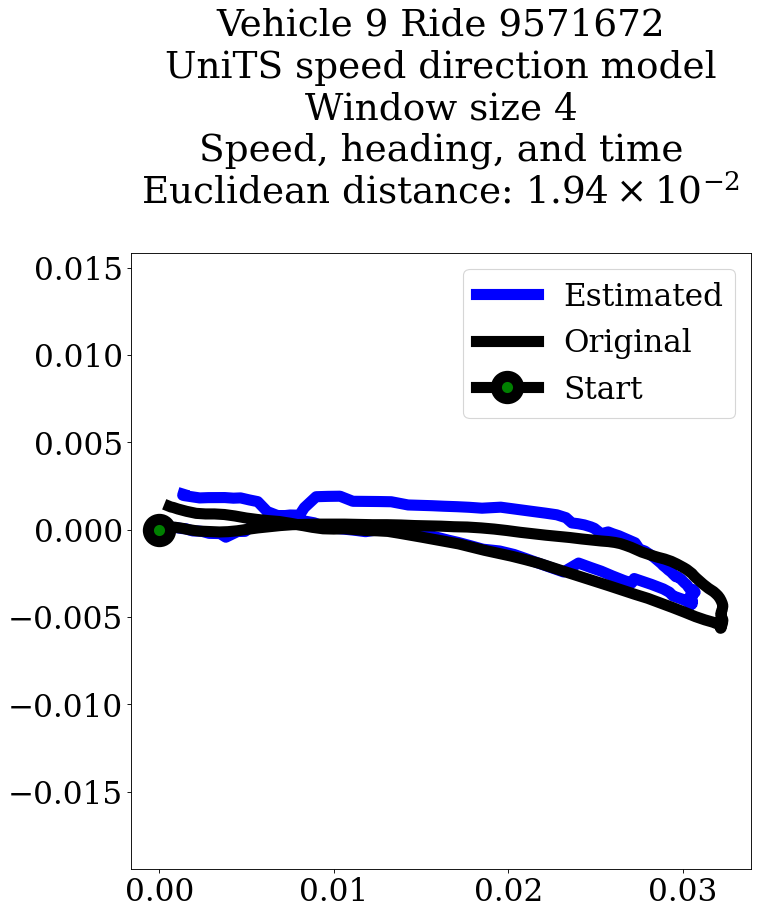 Vehicle 9 Ride 9571672
UniTS speed direction model
Window size 4
Speed, heading, and time
Euclidean distance: 1.94 × 10⁻²
Estimated
Original
Start
0.015
0.010
0.005
0.000
−0.005
−0.010
−0.015
0.00 0.01 0.02 0.03